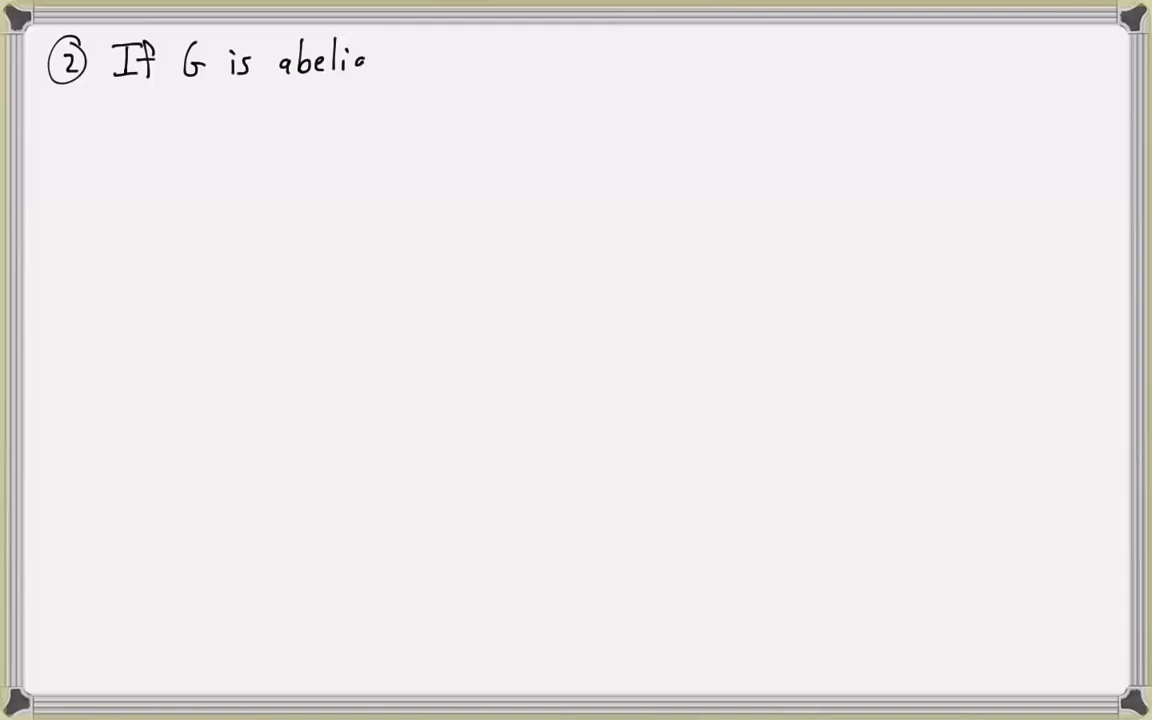 ② If G is abelia